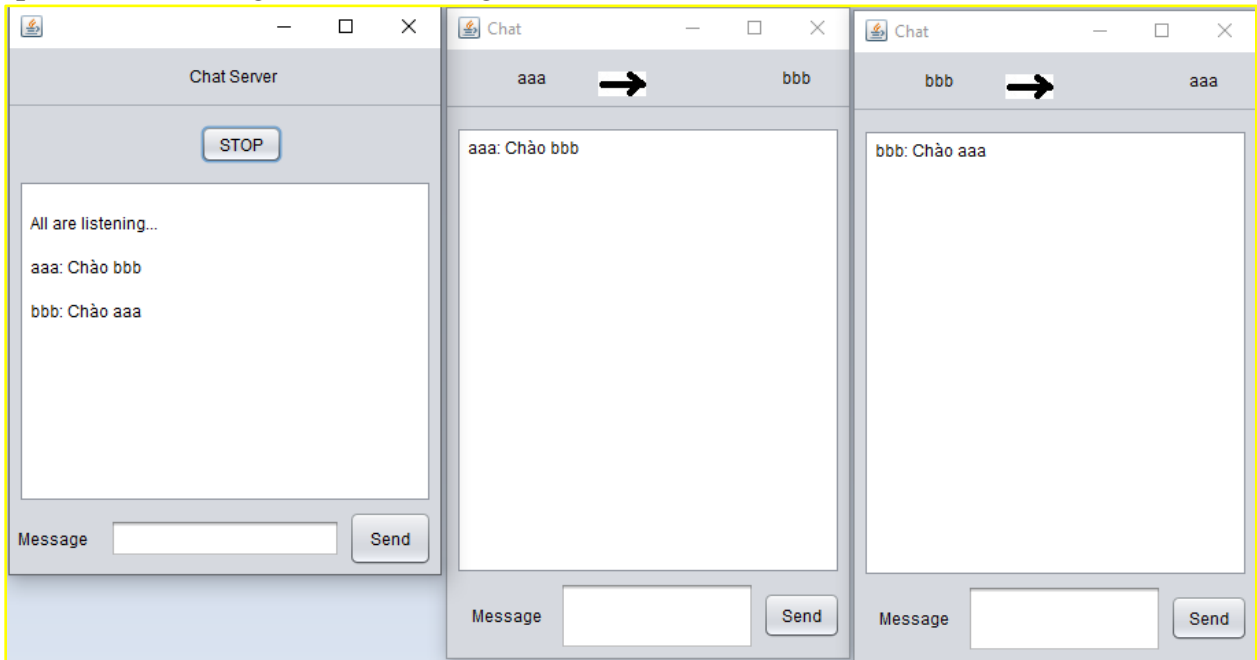 Chat Server
STOP
All are listening...
aaa: Chào bbb
bbb: Chào aaa
Message
Send
Chat
aaa bbb
aaa: Chào bbb
Message
Send
Chat
bbb aaa
bbb: Chào aaa
Message
Send